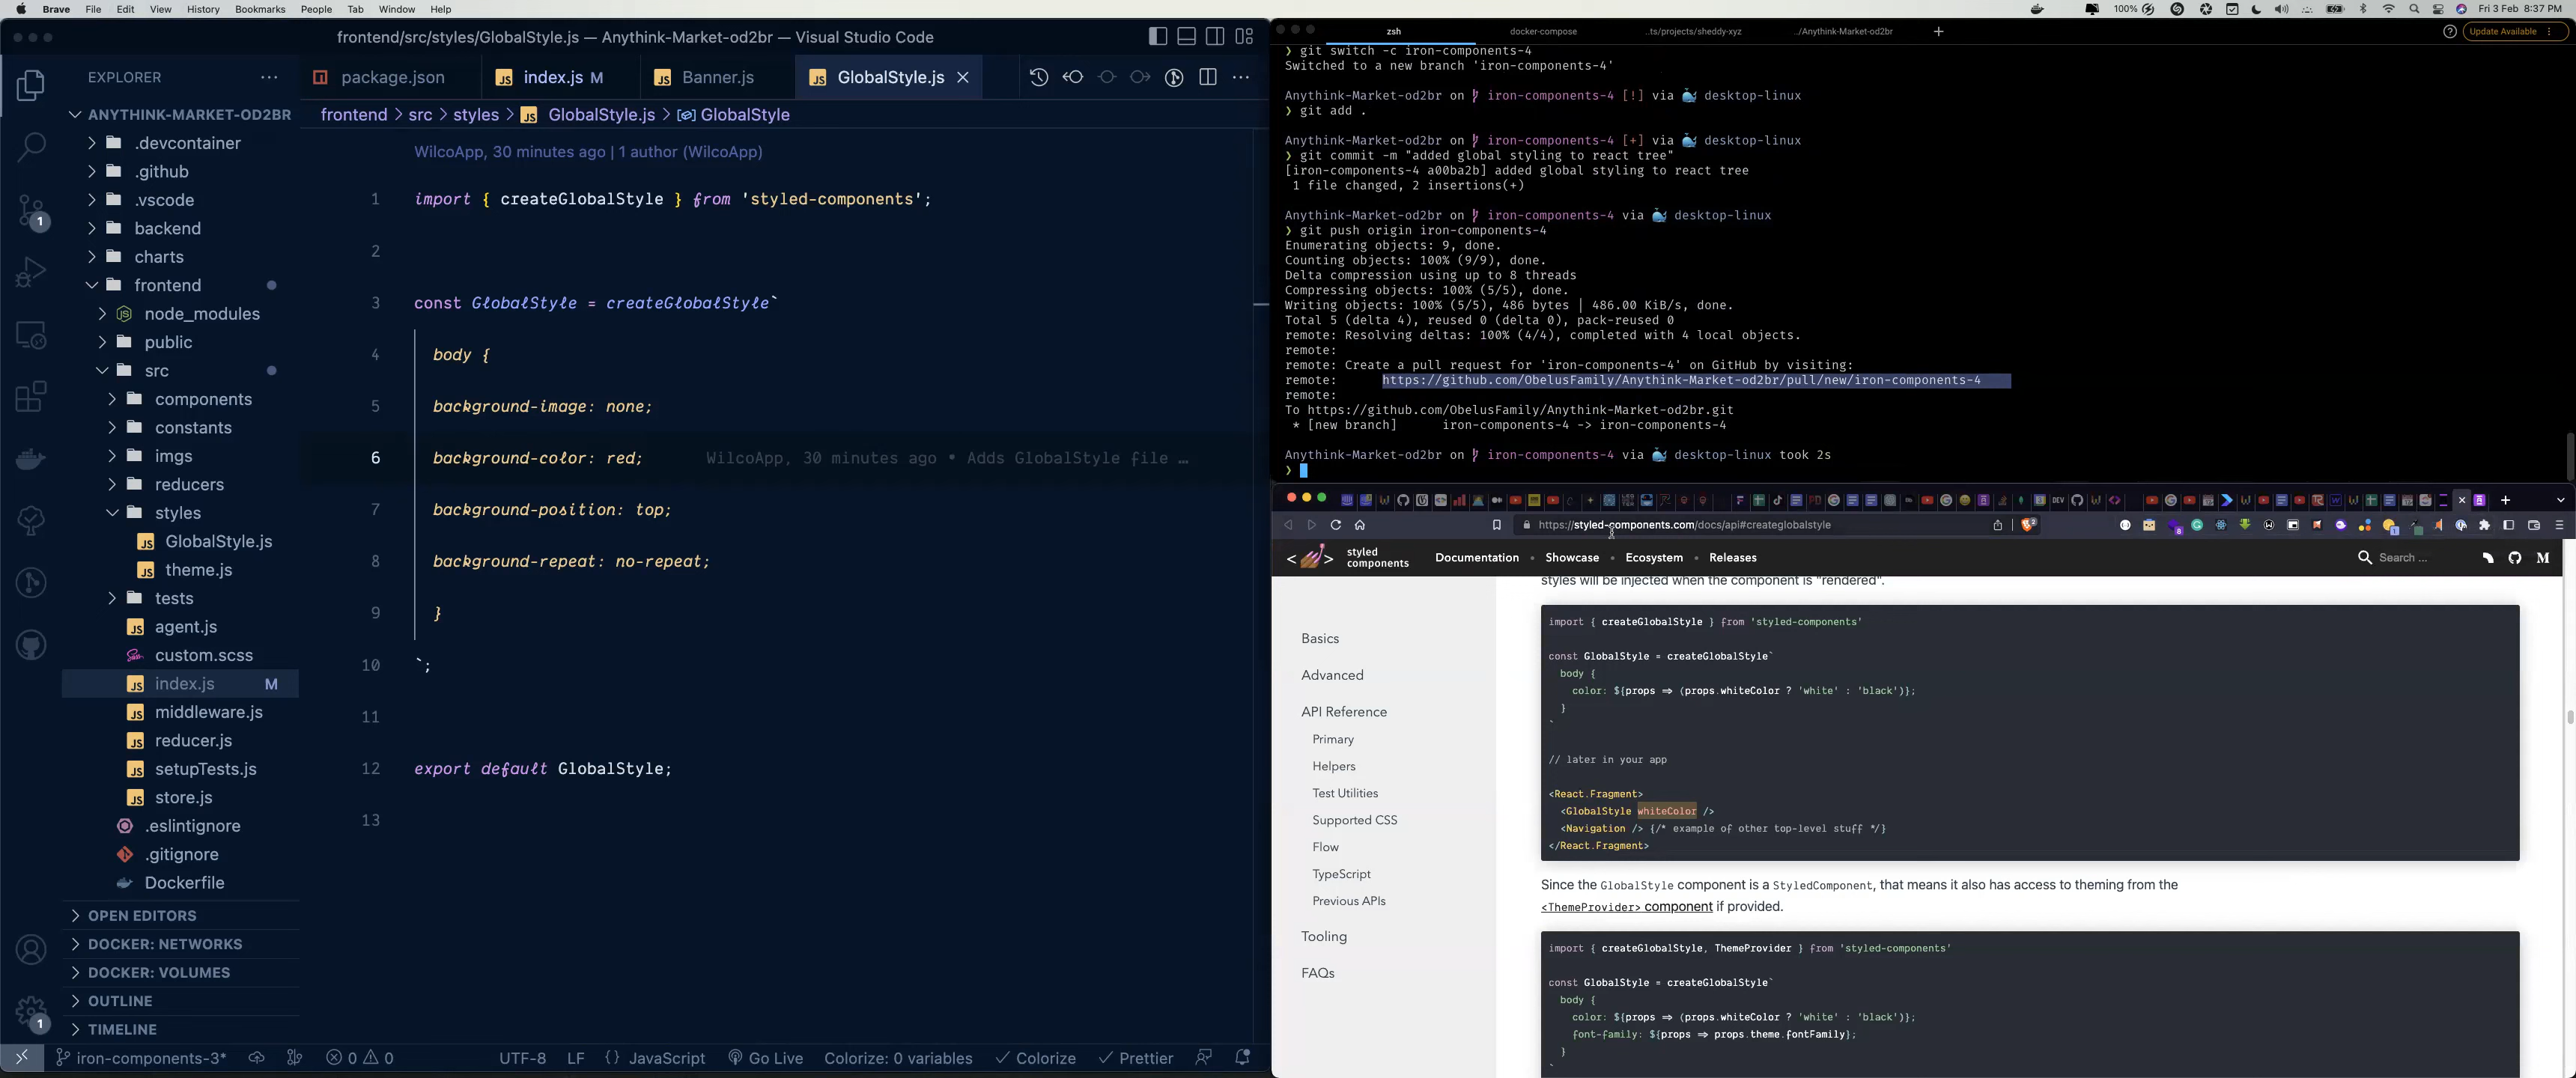 Brave File Edit View History Bookmarks People Tab Window Help
100%
Fri 3 Feb 8:37 PM
frontend/src/styles/GlobalStyle.js — Anythink-Market-od2br — Visual Studio Code
EXPLORER
package.json
index.js M
Banner.js
GlobalStyle.js
frontend > src > styles > GlobalStyle.js > GlobalStyle
ANYTHINK-MARKET-OD2BR
.devcontainer
.github
.vscode
backend
charts
frontend
node_modules
public
src
components
constants
imgs
reducers
styles
GlobalStyle.js
theme.js
tests
agent.js
custom.scss
index.js M
middleware.js
reducer.js
setupTests.js
store.js
.eslintignore
.gitignore
Dockerfile
OPEN EDITORS
DOCKER: NETWORKS
DOCKER: VOLUMES
OUTLINE
TIMELINE
1
1
WilcoApp, 30 minutes ago | 1 author (WilcoApp)
1 import { createGlobalStyle } from 'styled-components';
2
3 const GlobalStyle = createGlobalStyle`
4 body {
5 background-image: none;
6 background-color: red; WilcoApp, 30 minutes ago • Adds GlobalStyle file …
7 background-position: top;
8 background-repeat: no-repeat;
9 }
10 `;
11
12 export default GlobalStyle;
13
iron-components-3* 0 0 UTF-8 LF {} JavaScript Go Live Colorize: 0 variables Colorize Prettier
zsh docker-compose ..ts/projects/sheddy-xyz ../Anythink-Market-od2br +
Update Available
❯ git switch -c iron-components-4
Switched to a new branch 'iron-components-4'
Anythink-Market-od2br on iron-components-4 [!] via desktop-linux
❯ git add .
Anythink-Market-od2br on iron-components-4 [+] via desktop-linux
❯ git commit -m "added global styling to react tree"
[iron-components-4 a00ba2b] added global styling to react tree
1 file changed, 2 insertions(+)
Anythink-Market-od2br on iron-components-4 via desktop-linux
❯ git push origin iron-components-4
Enumerating objects: 9, done.
Counting objects: 100% (9/9), done.
Delta compression using up to 8 threads
Compressing objects: 100% (5/5), done.
Writing objects: 100% (5/5), 486 bytes | 486.00 KiB/s, done.
Total 5 (delta 4), reused 0 (delta 0), pack-reused 0
remote: Resolving deltas: 100% (4/4), completed with 4 local objects.
remote:
remote: Create a pull request for 'iron-components-4' on GitHub by visiting:
remote: https://github.com/ObelusFamily/Anythink-Market-od2br/pull/new/iron-components-4
remote:
To https://github.com/ObelusFamily/Anythink-Market-od2br.git
* [new branch] iron-components-4 -> iron-components-4
Anythink-Market-od2br on iron-components-4 via desktop-linux took 2s
❯
https://styled-components.com/docs/api#createglobalstyle
styled
components
Documentation • Showcase • Ecosystem • Releases
Search ...
Basics
Advanced
API Reference
Primary
Helpers
Test Utilities
Supported CSS
Flow
TypeScript
Previous APIs
Tooling
FAQs
styles will be injected when the component is "rendered".
import { createGlobalStyle } from 'styled-components'
const GlobalStyle = createGlobalStyle`
body {
color: ${props => (props.whiteColor ? 'white' : 'black')};
}
`
// later in your app
<React.Fragment>
<GlobalStyle whiteColor />
<Navigation /> {/* example of other top-level stuff */}
</React.Fragment>
Since the GlobalStyle component is a StyledComponent, that means it also has access to theming from the
<ThemeProvider> component if provided.
import { createGlobalStyle, ThemeProvider } from 'styled-components'
const GlobalStyle = createGlobalStyle`
body {
color: ${props => (props.whiteColor ? 'white' : 'black')};
font-family: ${props => props.theme.fontFamily};
}
`